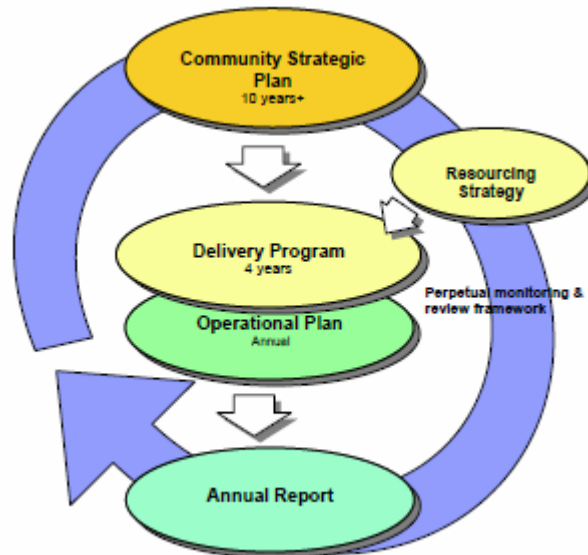 Community Strategic
Plan
10 years+
Resourcing
Strategy
Delivery Program
4 years
Perpetual monitoring &
review framework
Operational Plan
Annual
Annual Report